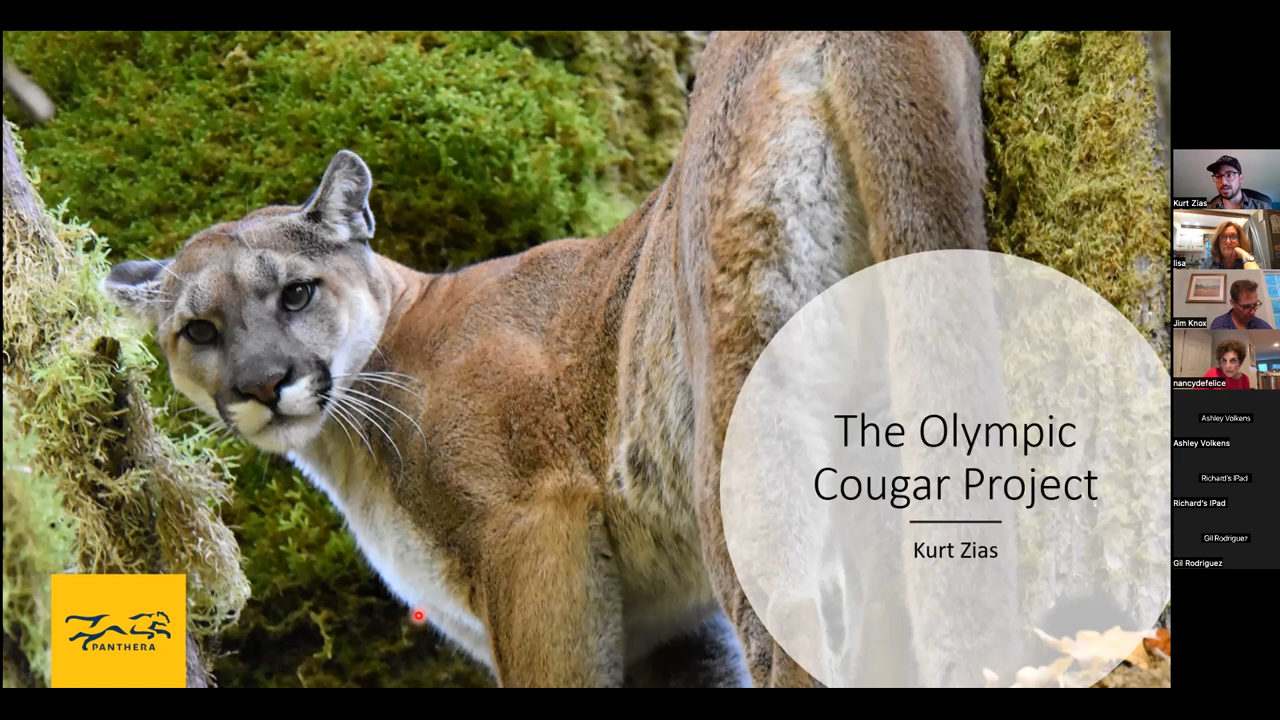 The Olympic
Cougar Project
Kurt Zias
PANTHERA
Kurt Zias
lisa
Jim Knox
nancydefelice
Ashley Volkens
Ashley Volkens
Richard's iPad
Richard's iPad
Gil Rodriguez
Gil Rodriguez